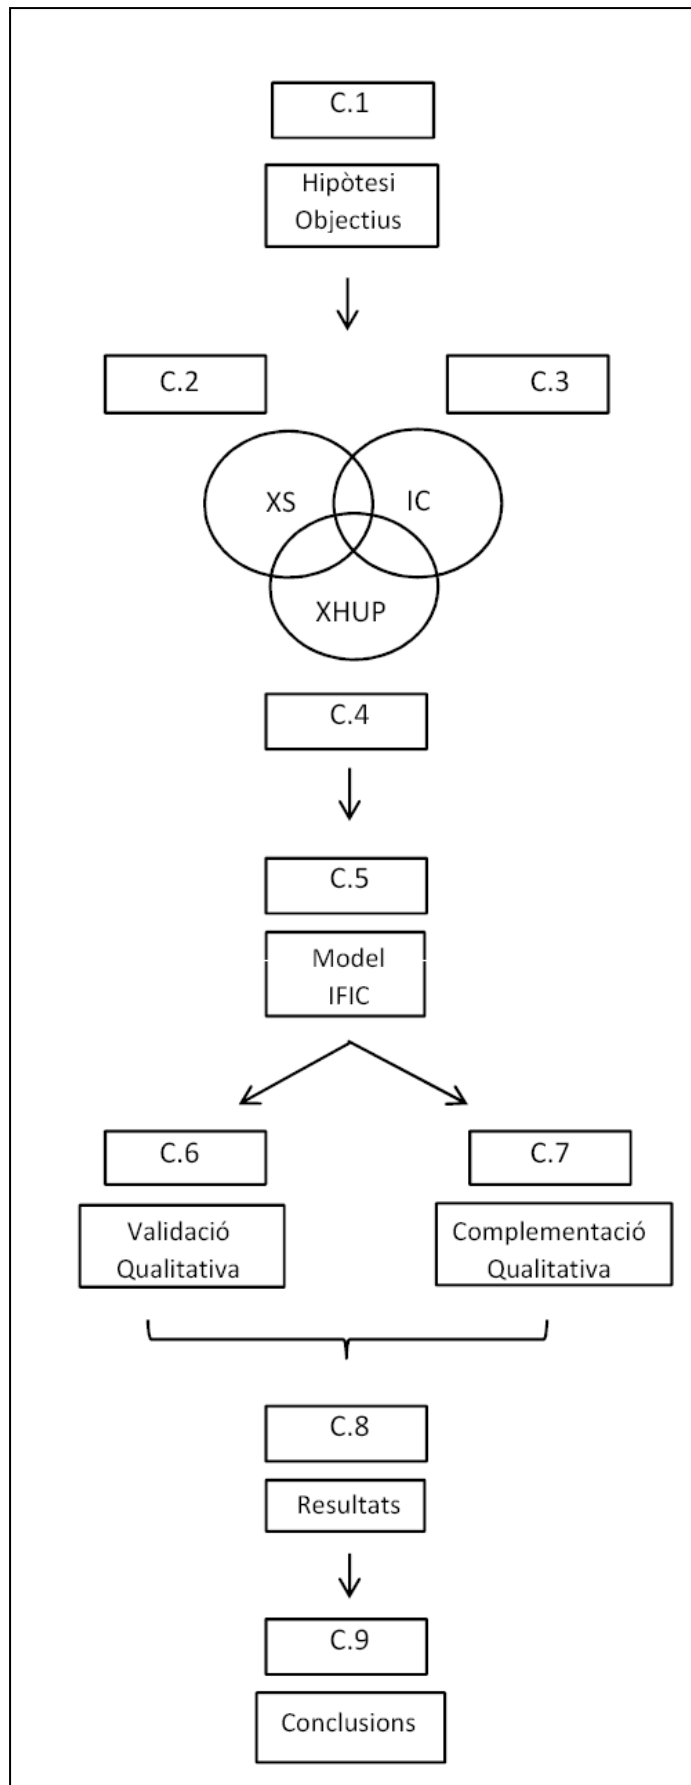 C.1
Hipòtesi
Objectius
C.2
C.3
XS
IC
XHUP
C.4
C.5
Model
IFIC
C.6
C.7
Validació
Qualitativa
Complementació
Qualitativa
C.8
Resultats
C.9
Conclusions